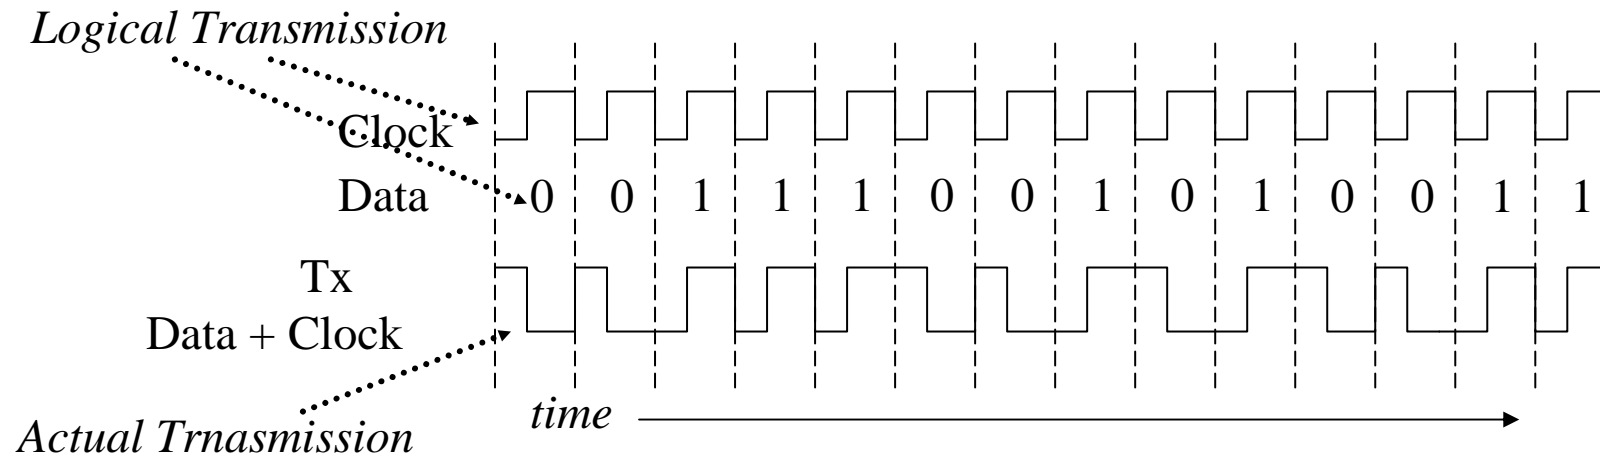 Logical Transmission
Clock
Data 0 0 1 1 1 0 0 1 0 1 0 0 1 1
Tx
Data + Clock
time
Actual Trnasmission